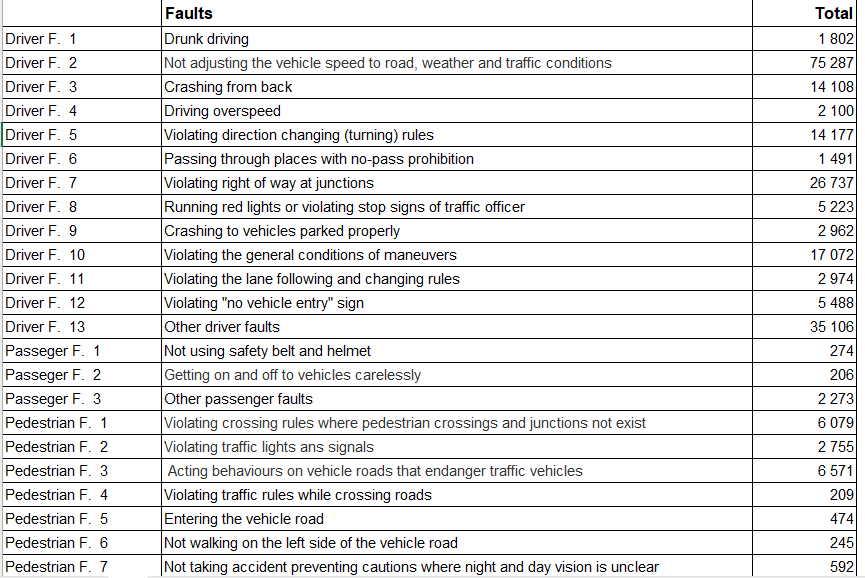 Faults Total
Driver F. 1 Drunk driving 1 802
Driver F. 2 Not adjusting the vehicle speed to road, weather and traffic conditions 75 287
Driver F. 3 Crashing from back 14 108
Driver F. 4 Driving overspeed 2 100
Driver F. 5 Violating direction changing (turning) rules 14 177
Driver F. 6 Passing through places with no-pass prohibition 1 491
Driver F. 7 Violating right of way at junctions 26 737
Driver F. 8 Running red lights or violating stop signs of traffic officer 5 223
Driver F. 9 Crashing to vehicles parked properly 2 962
Driver F. 10 Violating the general conditions of maneuvers 17 072
Driver F. 11 Violating the lane following and changing rules 2 974
Driver F. 12 Violating "no vehicle entry" sign 5 488
Driver F. 13 Other driver faults 35 106
Passeger F. 1 Not using safety belt and helmet 274
Passeger F. 2 Getting on and off to vehicles carelessly 206
Passeger F. 3 Other passenger faults 2 273
Pedestrian F. 1 Violating crossing rules where pedestrian crossings and junctions not exist 6 079
Pedestrian F. 2 Violating traffic lights ans signals 2 755
Pedestrian F. 3 Acting behaviours on vehicle roads that endanger traffic vehicles 6 571
Pedestrian F. 4 Violating traffic rules while crossing roads 209
Pedestrian F. 5 Entering the vehicle road 474
Pedestrian F. 6 Not walking on the left side of the vehicle road 245
Pedestrian F. 7 Not taking accident preventing cautions where night and day vision is unclear 592